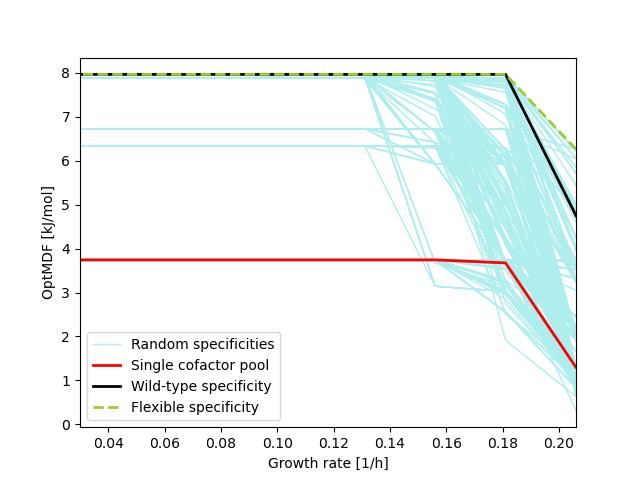 8
7
6
5
4
3
2
1
0
OptMDF [kJ/mol]
Random specificities
Single cofactor pool
Wild-type specificity
Flexible specificity
0.04 0.06 0.08 0.10 0.12 0.14 0.16 0.18 0.20
Growth rate [1/h]